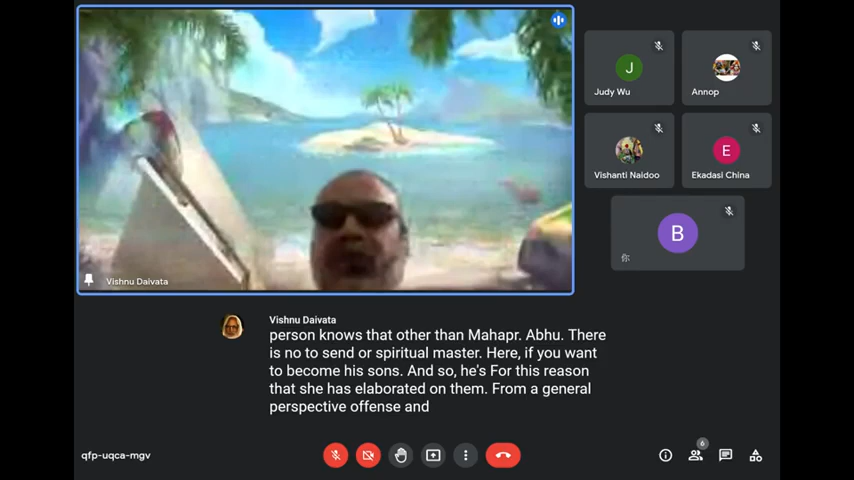 Vishnu Daivata
J
Judy Wu
Annop
Vishanti Naidoo
E
Ekadasi China
B
你
Vishnu Daivata
person knows that other than Mahapr. Abhu. There
is no to send or spiritual master. Here, if you want
to become his sons. And so, he's For this reason
that she has elaborated on them. From a general
perspective offense and
qfp-uqca-mgv
6